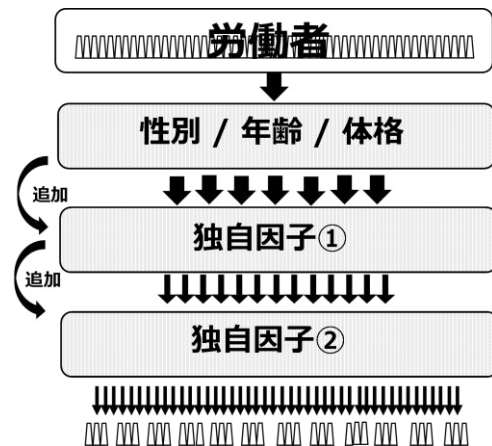 労働者
性別 / 年齢 / 体格
追加
独自因子①
追加
独自因子②